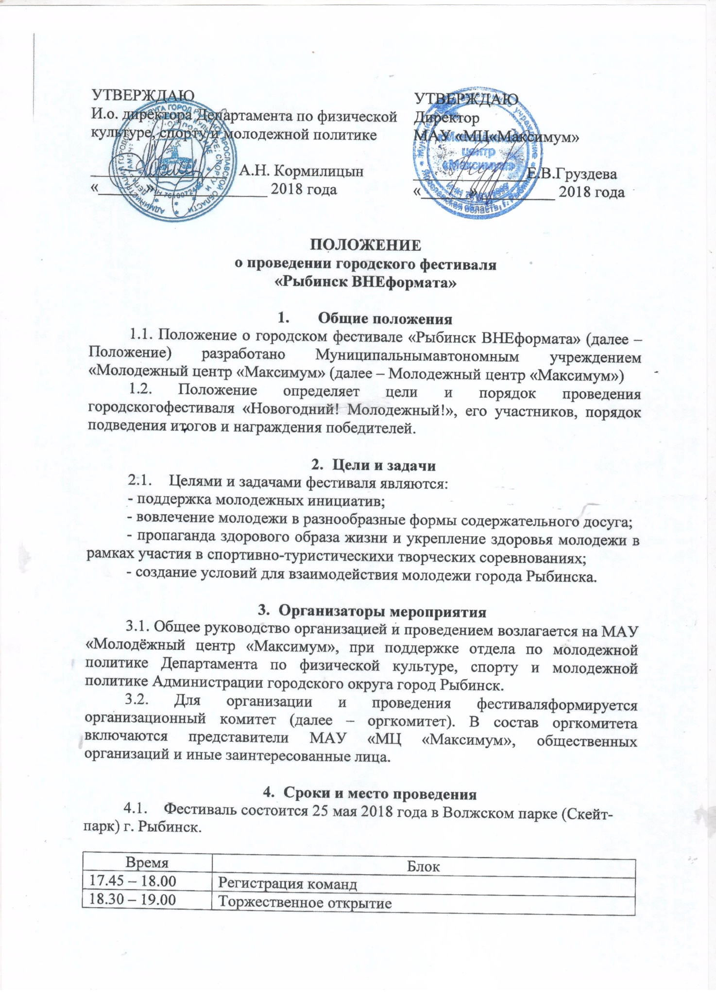 УТВЕРЖДАЮ
И.о. директора Департамента по физической
культуре, спорту и молодежной политике
А.Н. Кормилицын
«______»______________ 2018 года
УТВЕРЖДАЮ
Директор
МАУ «МЦ«Максимум»
Е.В.Груздева
«______»__________ 2018 года
Молодежный
центр
«Максимум»
ПОЛОЖЕНИЕ
о проведении городского фестиваля
«Рыбинск ВНЕформата»
1. Общие положения
1.1. Положение о городском фестивале «Рыбинск ВНЕформата» (далее –
Положение) разработано Муниципальнымавтономным учреждением
«Молодежный центр «Максимум» (далее – Молодежный центр «Максимум»)
1.2. Положение определяет цели и порядок проведения
городскогофестиваля «Новогодний! Молодежный!», его участников, порядок
подведения итогов и награждения победителей.
2. Цели и задачи
2.1. Целями и задачами фестиваля являются:
- поддержка молодежных инициатив;
- вовлечение молодежи в разнообразные формы содержательного досуга;
- пропаганда здорового образа жизни и укрепление здоровья молодежи в
рамках участия в спортивно-туристическихи творческих соревнованиях;
- создание условий для взаимодействия молодежи города Рыбинска.
3. Организаторы мероприятия
3.1. Общее руководство организацией и проведением возлагается на МАУ
«Молодёжный центр «Максимум», при поддержке отдела по молодежной
политике Департамента по физической культуре, спорту и молодежной
политике Администрации городского округа город Рыбинск.
3.2. Для организации и проведения фестиваляформируется
организационный комитет (далее – оргкомитет). В состав оргкомитета
включаются представители МАУ «МЦ «Максимум», общественных
организаций и иные заинтересованные лица.
4. Сроки и место проведения
4.1. Фестиваль состоится 25 мая 2018 года в Волжском парке (Скейт-
парк) г. Рыбинск.
Время Блок
17.45 – 18.00 Регистрация команд
18.30 – 19.00 Торжественное открытие